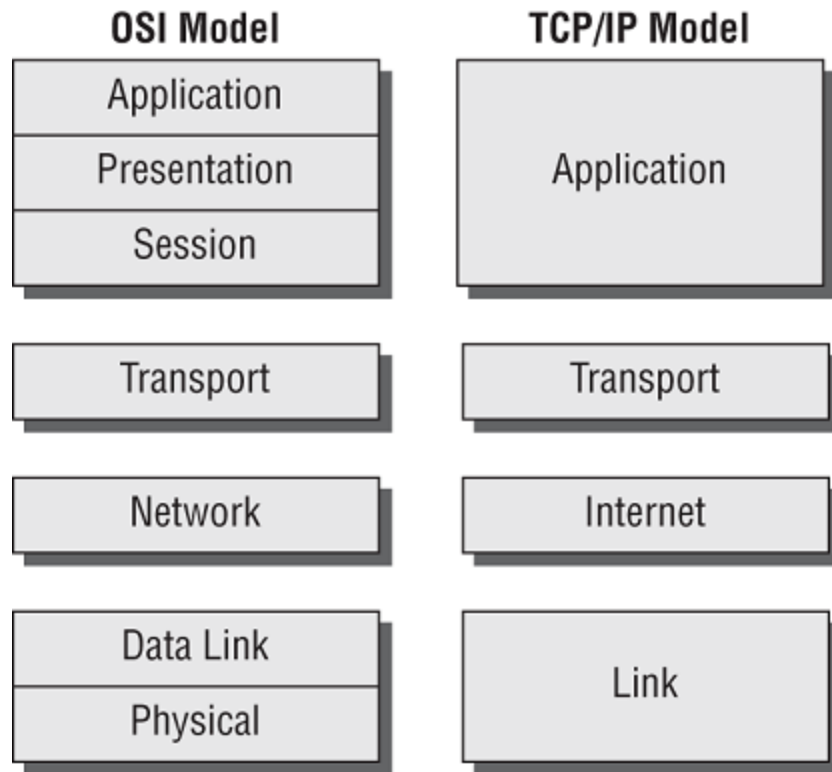 OSI Model
TCP/IP Model
Application
Presentation
Session
Application
Transport
Transport
Network
Internet
Data Link
Physical
Link